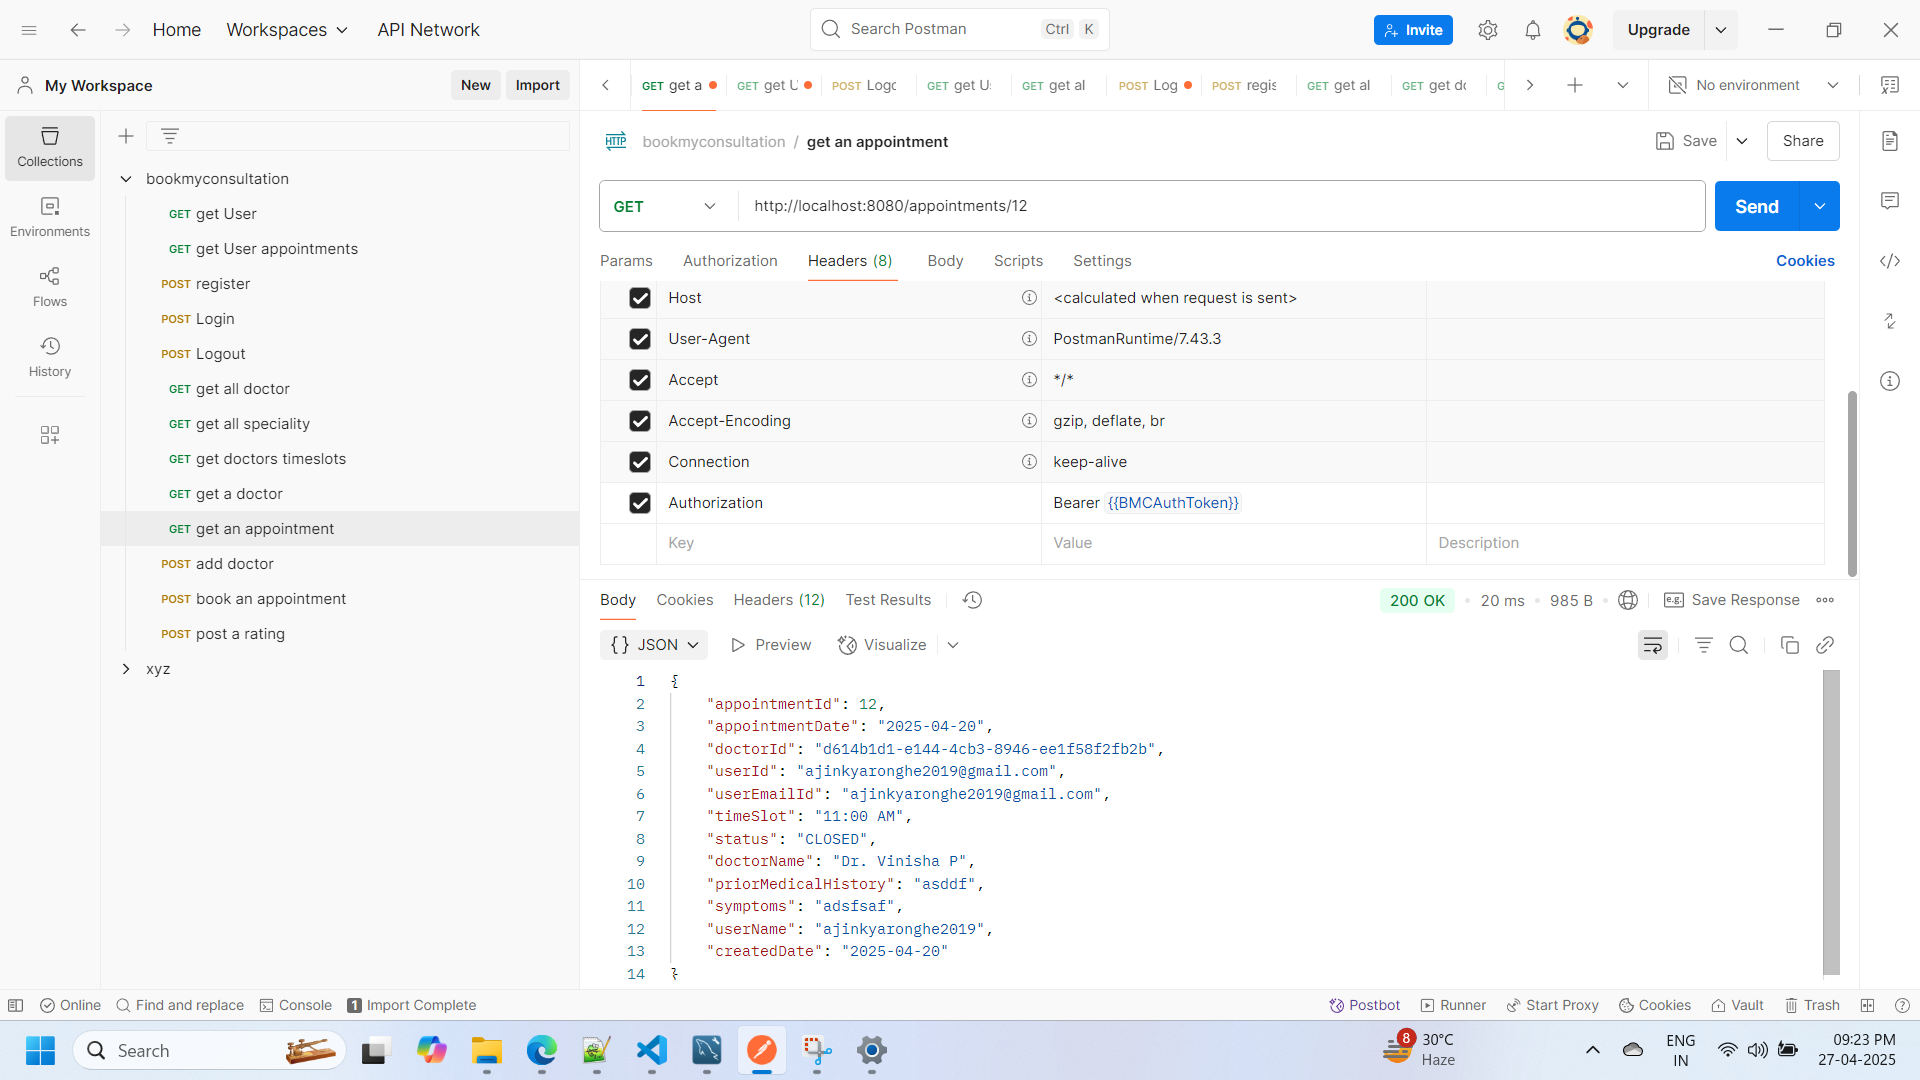 Home
Workspaces
API Network
Search Postman
Ctrl
K
Invite
Upgrade
My Workspace
New
Import
GET get a
GET get U
POST Logo
GET get Us
GET get al
POST Log
POST regis
GET get al
GET get do
G
No environment
Collections
Environments
Flows
History
bookmyconsultation
GET get User
GET get User appointments
POST register
POST Login
POST Logout
GET get all doctor
GET get all speciality
GET get doctors timeslots
GET get a doctor
GET get an appointment
POST add doctor
POST book an appointment
POST post a rating
xyz
HTTP
bookmyconsultation / get an appointment
Save
Share
GET
http://localhost:8080/appointments/12
Send
Params
Authorization
Headers (8)
Body
Scripts
Settings
Cookies
Host
<calculated when request is sent>
User-Agent
PostmanRuntime/7.43.3
Accept
*/*
Accept-Encoding
gzip, deflate, br
Connection
keep-alive
Authorization
Bearer {{BMCAuthToken}}
Key
Value
Description
Body
Cookies
Headers (12)
Test Results
200 OK
20 ms
985 B
e.g.
Save Response
{} JSON
Preview
Visualize
1 {
2 "appointmentId": 12,
3 "appointmentDate": "2025-04-20",
4 "doctorId": "d614b1d1-e144-4cb3-8946-ee1f58f2fb2b",
5 "userId": "ajinkyaronghe2019@gmail.com",
6 "userEmailId": "ajinkyaronghe2019@gmail.com",
7 "timeSlot": "11:00 AM",
8 "status": "CLOSED",
9 "doctorName": "Dr. Vinisha P",
10 "priorMedicalHistory": "asddf",
11 "symptoms": "adsfsaf",
12 "userName": "ajinkyaronghe2019",
13 "createdDate": "2025-04-20"
14 }
Online
Find and replace
Console
1 Import Complete
Postbot
Runner
Start Proxy
Cookies
Vault
Trash
Search
8
30°C
Haze
ENG
IN
09:23 PM
27-04-2025